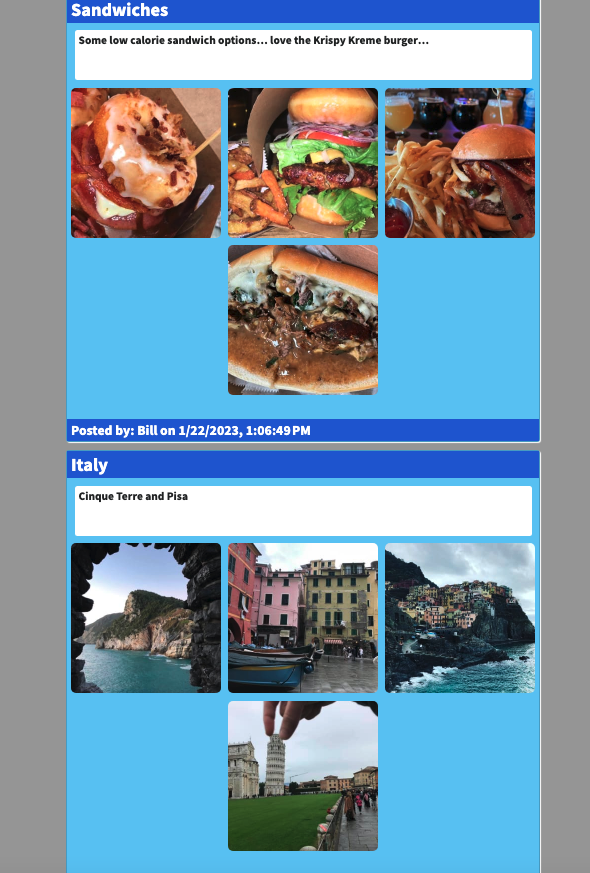 Sandwiches
Some low calorie sandwich options... love the Krispy Kreme burger...
Posted by: Bill on 1/22/2023, 1:06:49 PM
Italy
Cinque Terre and Pisa